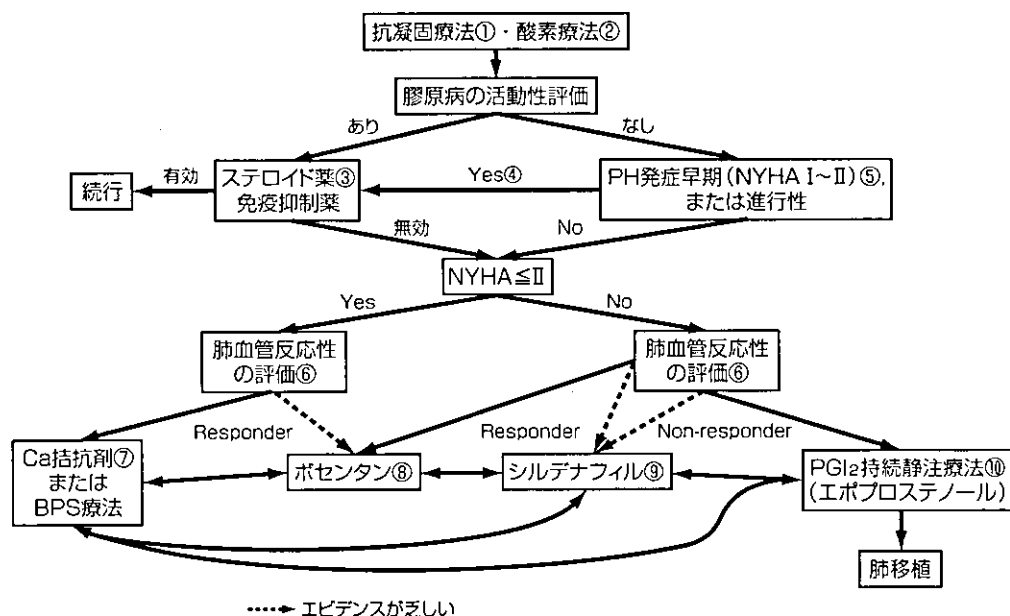 抗凝固療法①・酸素療法②
膠原病の活動性評価
あり
なし
続行
有効
ステロイド薬③
免疫抑制薬
Yes④
PH発症早期(NYHA Ⅰ~Ⅱ)⑤,
または進行性
無効
No
NYHA≦Ⅱ
Yes
No
肺血管反応性
の評価⑥
肺血管反応性
の評価⑥
Responder
Responder
Non-responder
Ca拮抗剤⑦
または
BPS療法
ボセンタン⑧
シルデナフィル⑨
PGI₂持続静注療法⑩
(エポプロステノール)
肺移植
エビデンスが乏しい